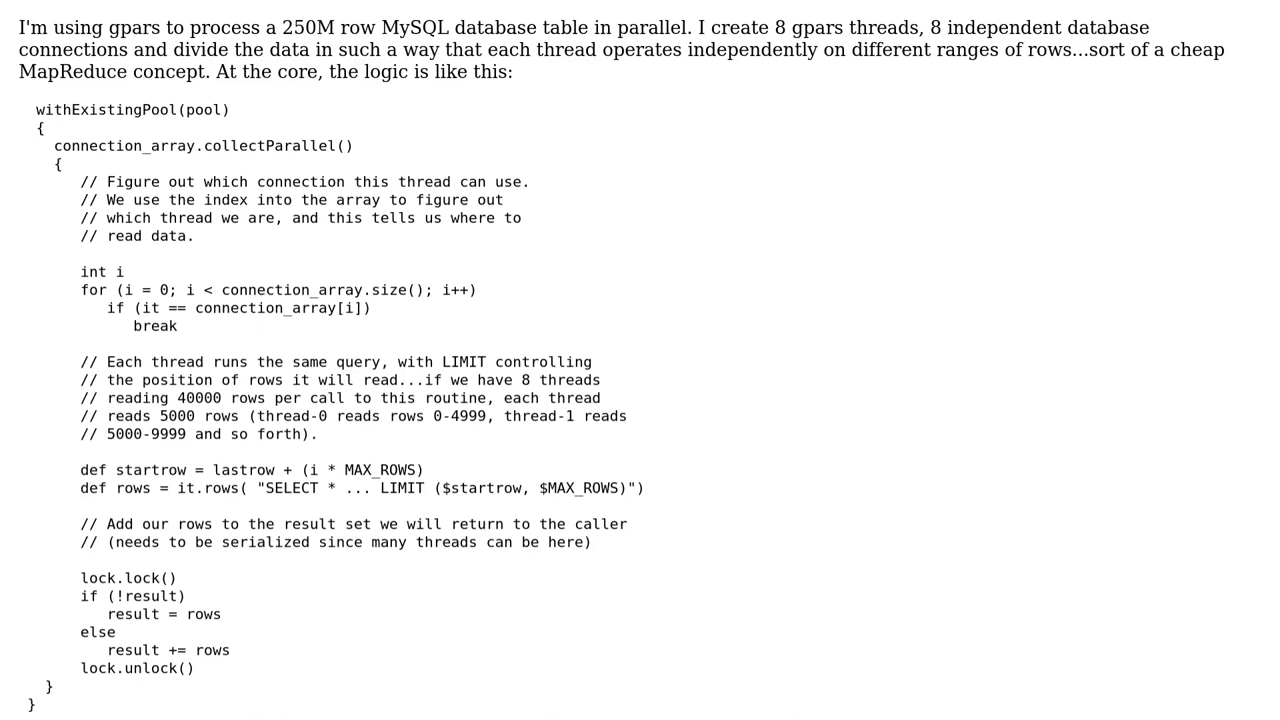 I'm using gpars to process a 250M row MySQL database table in parallel. I create 8 gpars threads, 8 independent database
connections and divide the data in such a way that each thread operates independently on different ranges of rows...sort of a cheap
MapReduce concept. At the core, the logic is like this:
withExistingPool(pool)
{
connection_array.collectParallel()
{
// Figure out which connection this thread can use.
// We use the index into the array to figure out
// which thread we are, and this tells us where to
// read data.
int i
for (i = 0; i < connection_array.size(); i++)
if (it == connection_array[i])
break
// Each thread runs the same query, with LIMIT controlling
// the position of rows it will read...if we have 8 threads
// reading 40000 rows per call to this routine, each thread
// reads 5000 rows (thread-0 reads rows 0-4999, thread-1 reads
// 5000-9999 and so forth).
def startrow = lastrow + (i * MAX_ROWS)
def rows = it.rows( "SELECT * ... LIMIT ($startrow, $MAX_ROWS)")
// Add our rows to the result set we will return to the caller
// (needs to be serialized since many threads can be here)
lock.lock()
if (!result)
result = rows
else
result += rows
lock.unlock()
}
}